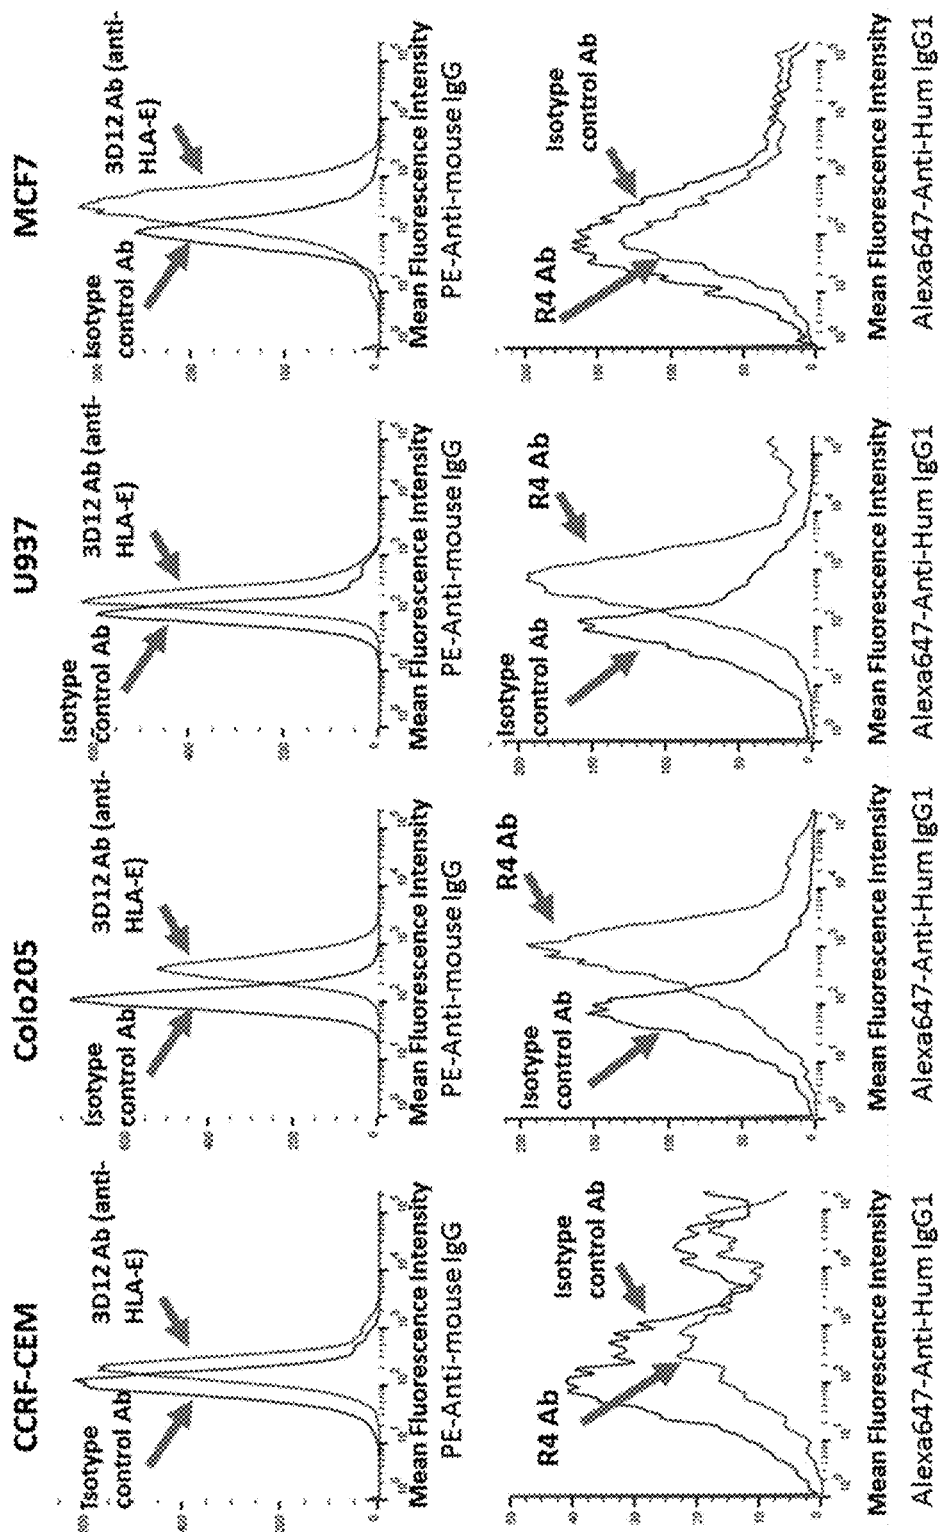 CCRF-CEM
Isotype
control Ab
3D12 Ab (anti-
HLA-E)
Mean Fluorescence Intensity
PE-Anti-mouse IgG
Colo205
Isotype
control Ab
3D12 Ab (anti-
HLA-E)
Mean Fluorescence Intensity
PE-Anti-mouse IgG
U937
Isotype
control Ab
3D12 Ab (anti-
HLA-E)
Mean Fluorescence Intensity
PE-Anti-mouse IgG
MCF7
Isotype
control Ab
3D12 Ab (anti-
HLA-E)
Mean Fluorescence Intensity
PE-Anti-mouse IgG
R4 Ab
Isotype
control Ab
Mean Fluorescence Intensity
Alexa647-Anti-Hum IgG1
Isotype
control Ab
R4 Ab
Mean Fluorescence Intensity
Alexa647-Anti-Hum IgG1
Isotype
control Ab
R4 Ab
Mean Fluorescence Intensity
Alexa647-Anti-Hum IgG1
R4 Ab
Isotype
control Ab
Mean Fluorescence Intensity
Alexa647-Anti-Hum IgG1